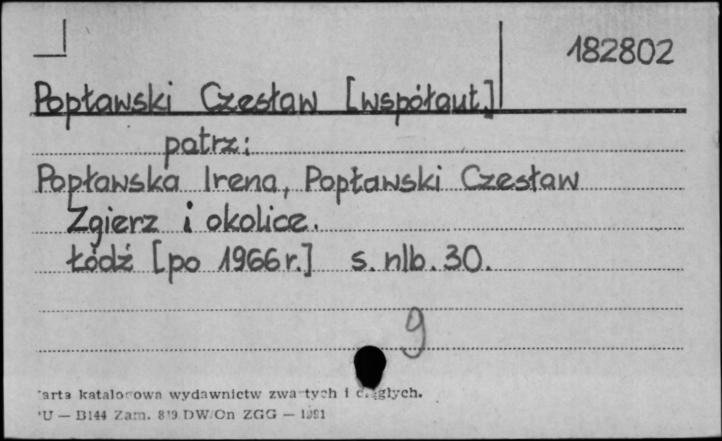 182802
Popławski Czesław [współaut.]
patrz:
Popławska Irena, Popławski Czesław
Zgierz i okolice.
Łódź [po 1966 r.] s. nlb. 30.
9
arta katalogowa wydawnictw zwartych i ciągłych.
U — B144 Zam. 819 DW/On ZGG — 1981